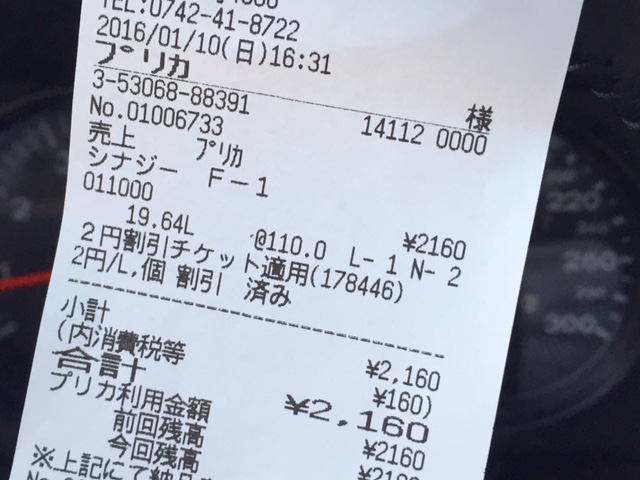 TEL:0742-41-8722
2016/01/10(日)16:31
プリカ 様
3-53068-88391 14112 0000
No.01006733
売上 プリカ
シナジー F-1
011000
19.64L @110.0 L- 1 N- 2 ¥2160
2円割引チケット適用(178446)
2円/L,個 割引 済み
小計 ¥2,160
(内消費税等 ¥160)
合計 ¥2,160
プリカ利用金額 ¥2160
前回残高
今回残高
220
260
300